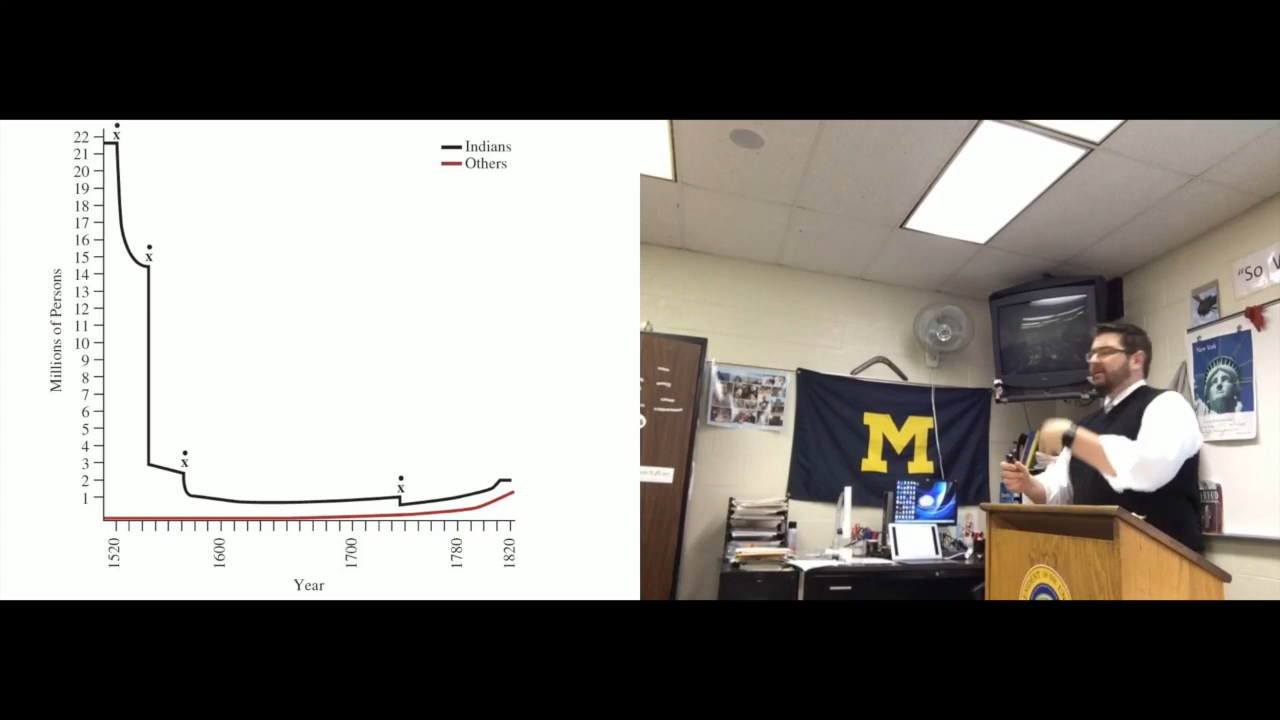 22
21
20
19
18
17
16
15
14
13
12
11
10
9
8
7
6
5
4
3
2
1
Millions of Persons
x
x
x
x
Indians
Others
1520
1600
1700
1780
1820
Year
M
"So
New York